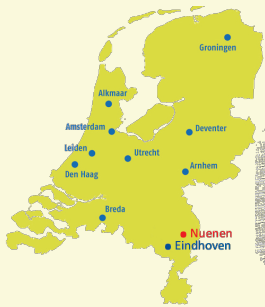 Groningen
Alkmaar
Amsterdam
Deventer
Leiden
Utrecht
Den Haag
Arnhem
Breda
Nuenen
Eindhoven